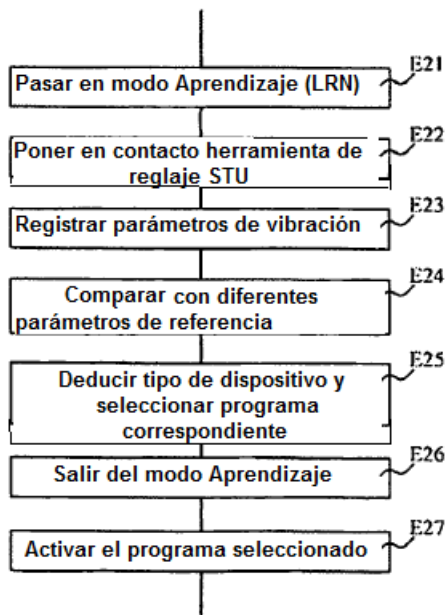 E21
Pasar en modo Aprendizaje (LRN)
E22
Poner en contacto herramienta de
reglaje STU
E23
Registrar parámetros de vibración
E24
Comparar con diferentes
parámetros de referencia
E25
Deducir tipo de dispositivo y
seleccionar programa
correspondiente
E26
Salir del modo Aprendizaje
E27
Activar el programa seleccionado